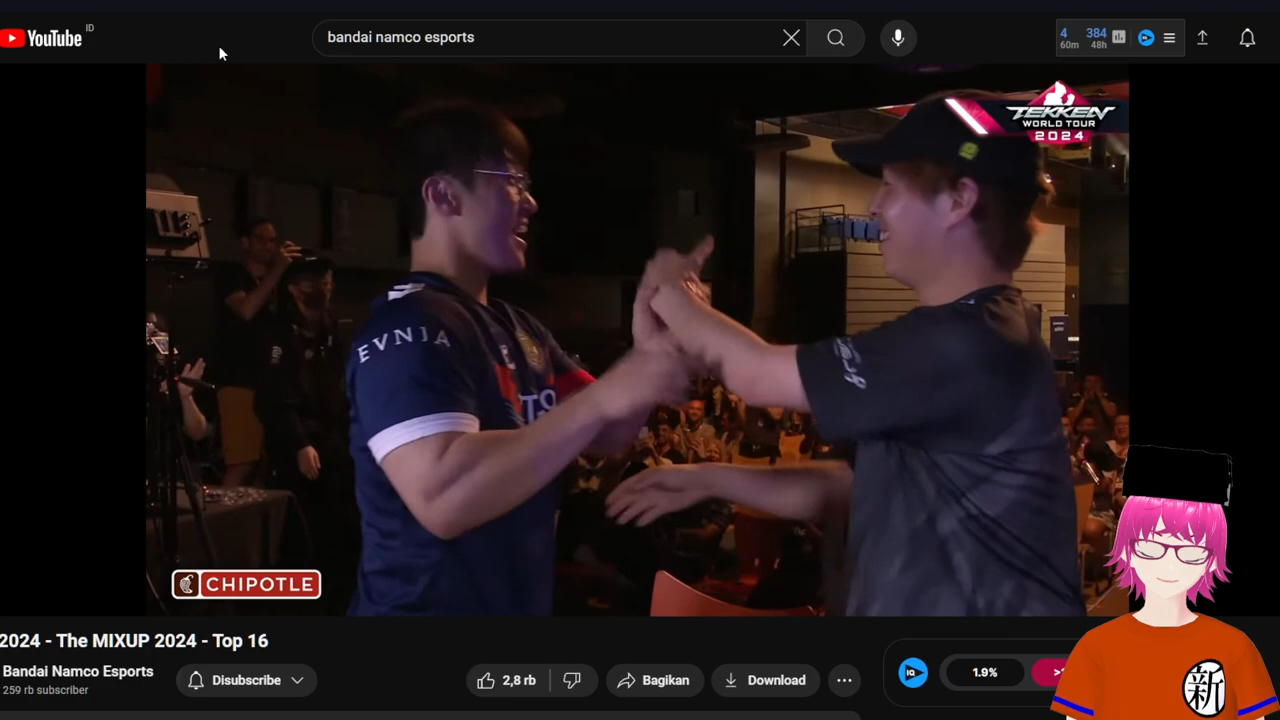 YouTube ID
bandai namco esports
4 384
60m 48h
TEKKEN
WORLD TOUR
2024
EVNIA
CHIPOTLE
2024 - The MIXUP 2024 - Top 16
Bandai Namco Esports
259 rb subscriber
Disubscribe
2,8 rb
Bagikan
Download
IQ
1.9%
新